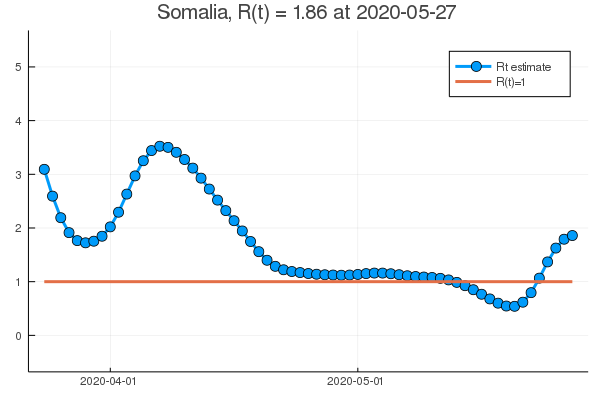 Somalia, R(t) = 1.86 at 2020-05-27
5
4
3
2
1
0
Rt estimate
R(t)=1
2020-04-01
2020-05-01